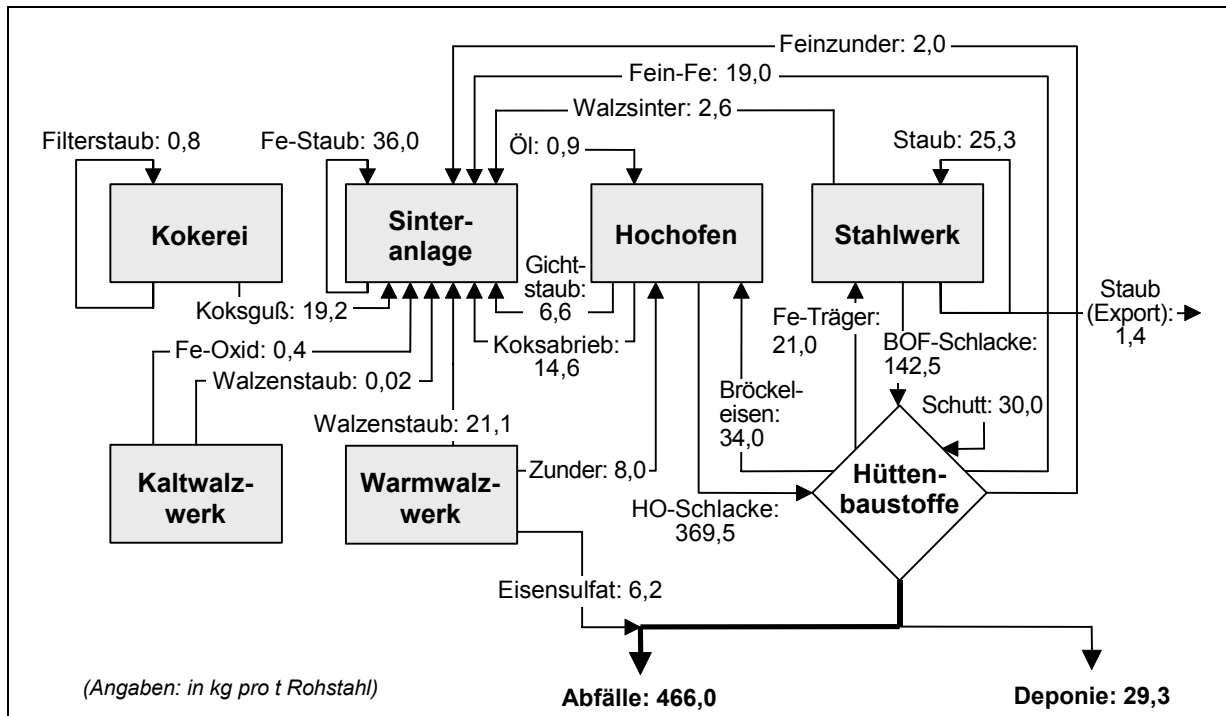 Feinzunder: 2,0
Fein-Fe: 19,0
Walzsinter: 2,6
Filterstaub: 0,8
Fe-Staub: 36,0
Öl: 0,9
Staub: 25,3
Kokerei
Sinter-
anlage
Hochofen
Stahlwerk
Gicht-
staub:
6,6
Koksguß: 19,2
Fe-Träger:
21,0
Staub
(Export):
1,4
BOF-Schlacke:
142,5
Fe-Oxid: 0,4
Koksabrieb:
14,6
Walzenstaub: 0,02
Bröckel-
eisen:
34,0
Schutt: 30,0
Walzenstaub: 21,1
Kaltwalz-
werk
Warmwalz-
werk
Zunder: 8,0
Hütten-
baustoffe
HO-Schlacke:
369,5
Eisensulfat: 6,2
(Angaben: in kg pro t Rohstahl)
Abfälle: 466,0
Deponie: 29,3